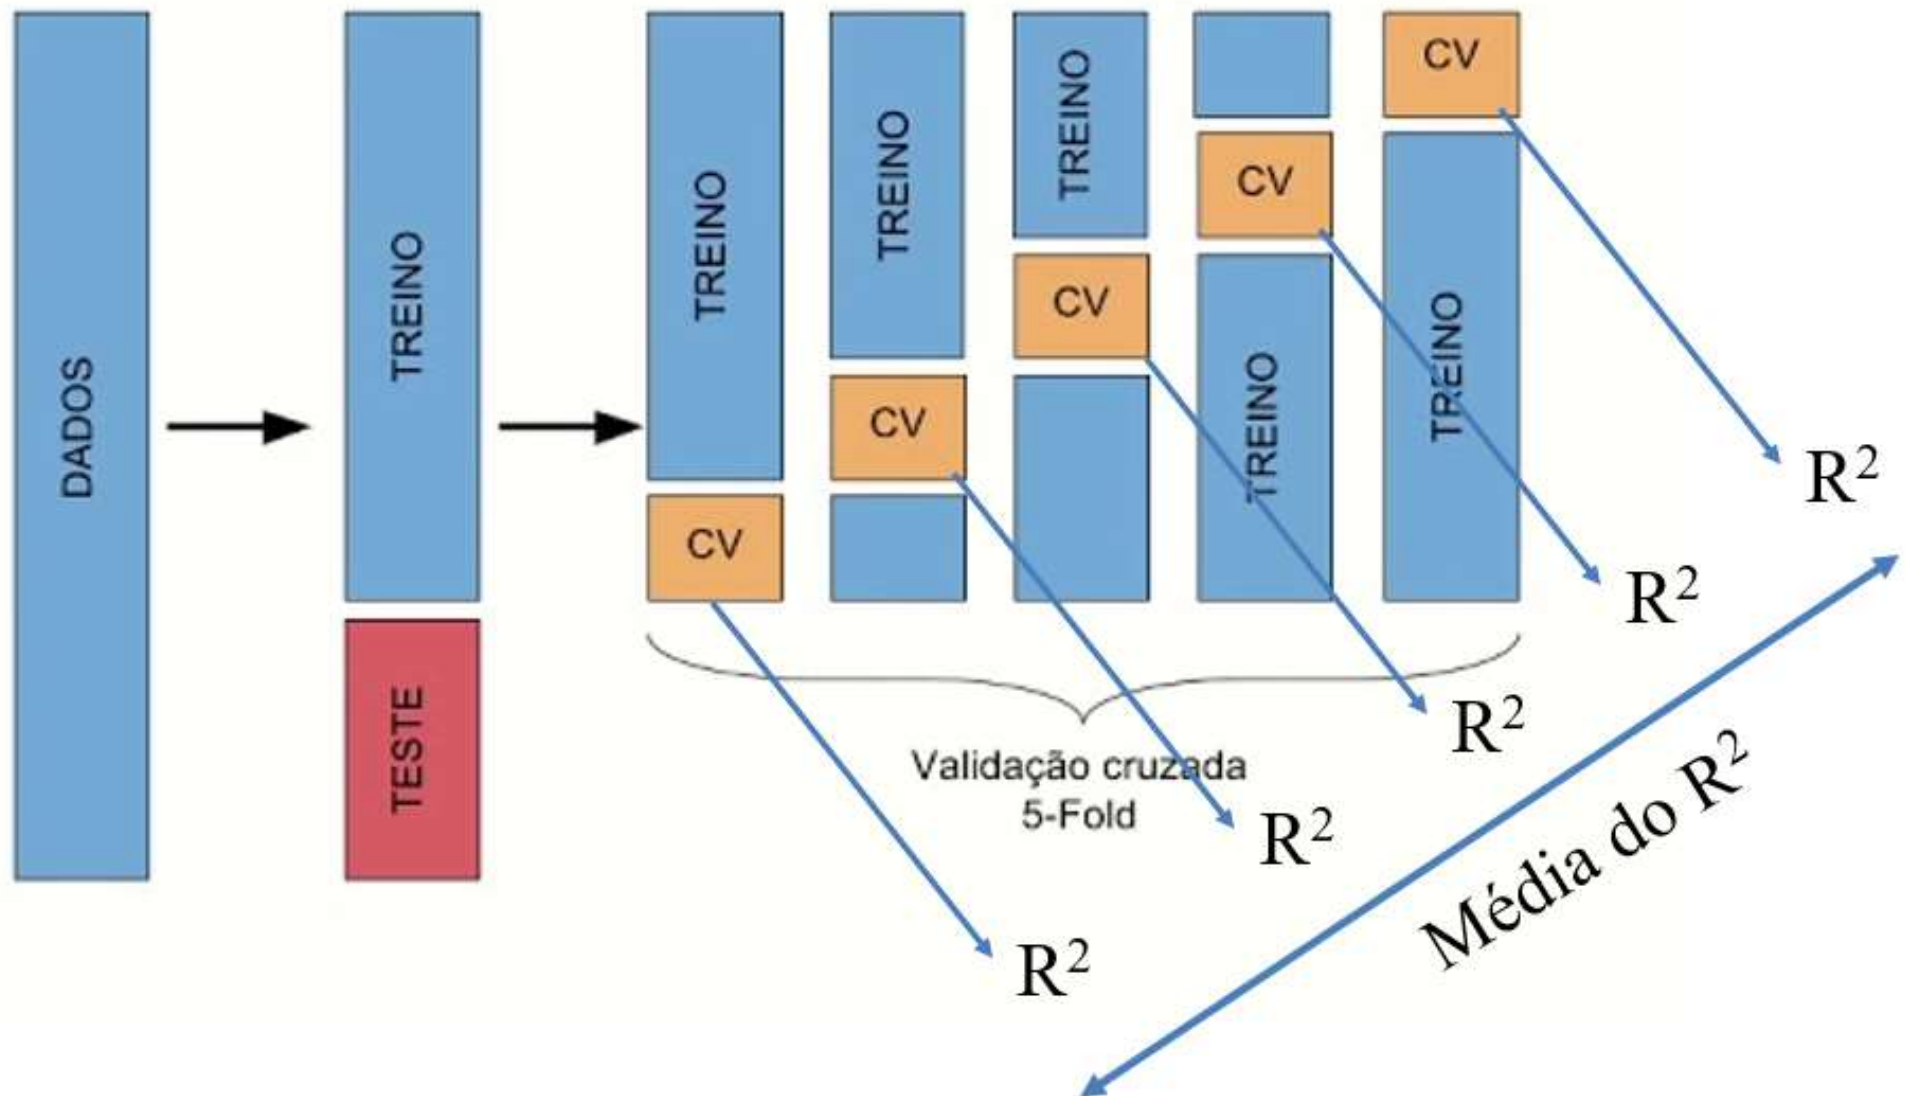 DADOS
TREINO
TESTE
TREINO
CV
TREINO
CV
TREINO
CV
CV
TREINO
CV
TREINO
Validação cruzada
5-Fold
R²
R²
R²
R²
R²
Média do R²